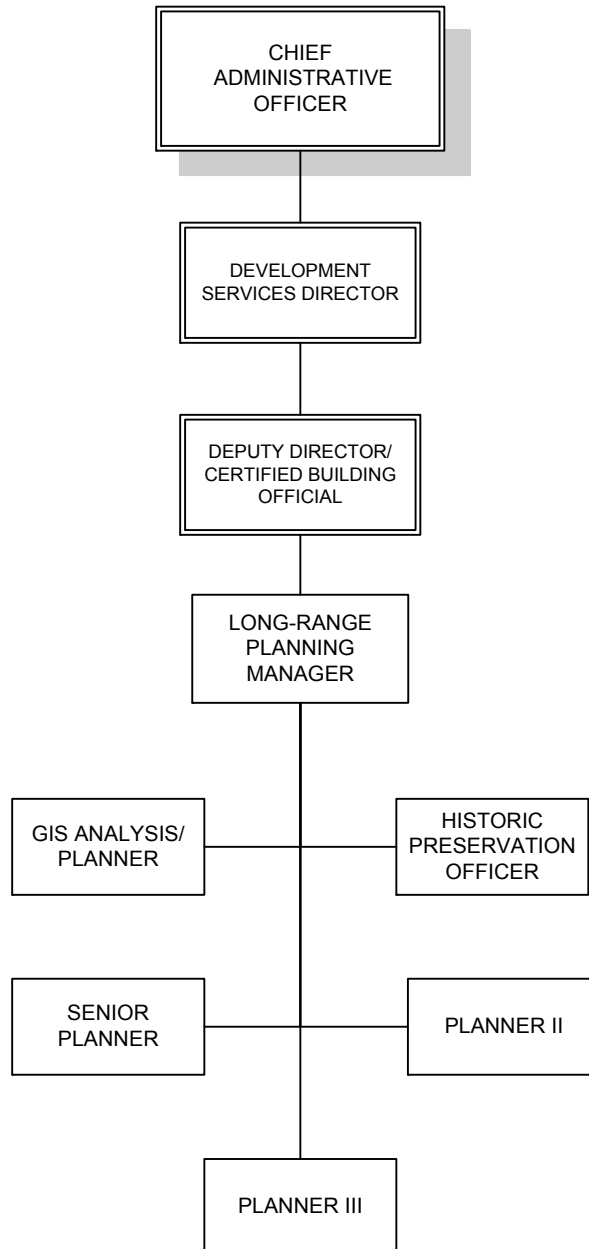 CHIEF
ADMINISTRATIVE
OFFICER
DEVELOPMENT
SERVICES DIRECTOR
DEPUTY DIRECTOR/
CERTIFIED BUILDING
OFFICIAL
LONG-RANGE
PLANNING
MANAGER
GIS ANALYSIS/
PLANNER
HISTORIC
PRESERVATION
OFFICER
SENIOR
PLANNER
PLANNER II
PLANNER III